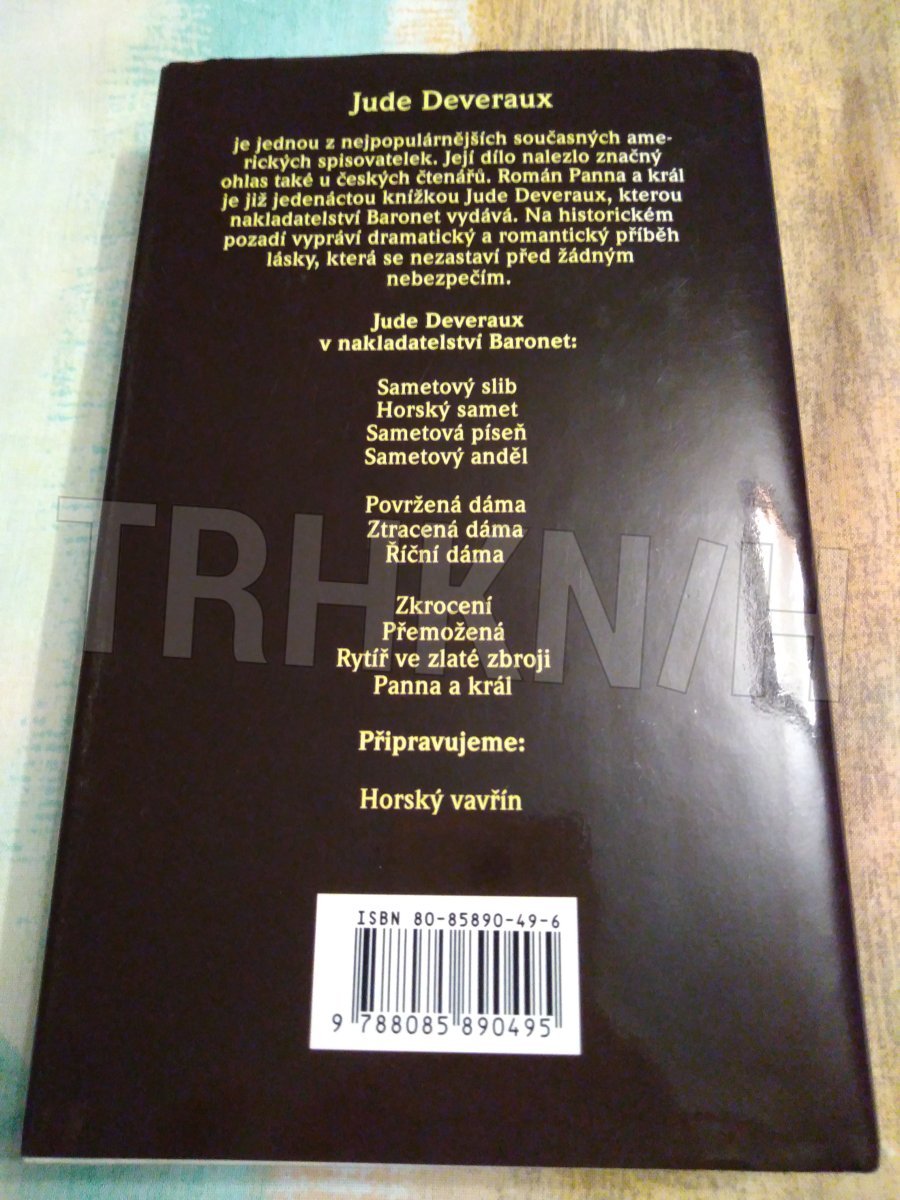 Jude Deveraux
je jednou z nejpopulárnějších současných ame-
rických spisovatelek. Její dílo nalezlo značný
ohlas také u českých čtenářů. Román Panna a král
je již jedenáctou knížkou Jude Deveraux, kterou
nakladatelství Baronet vydává. Na historickém
pozadí vypráví dramatický a romantický příběh
lásky, která se nezastaví před žádným
nebezpečím.
Jude Deveraux
v nakladatelství Baronet:
Sametový slib
Horský samet
Sametová píseň
Sametový anděl
Povržená dáma
Ztracená dáma
Říční dáma
TRHKNIH
Zkrocení
Přemožená
Rytíř ve zlaté zbroji
Panna a král
Připravujeme:
Horský vavřín
ISBN 80-85890-49-6
9 788085 890495